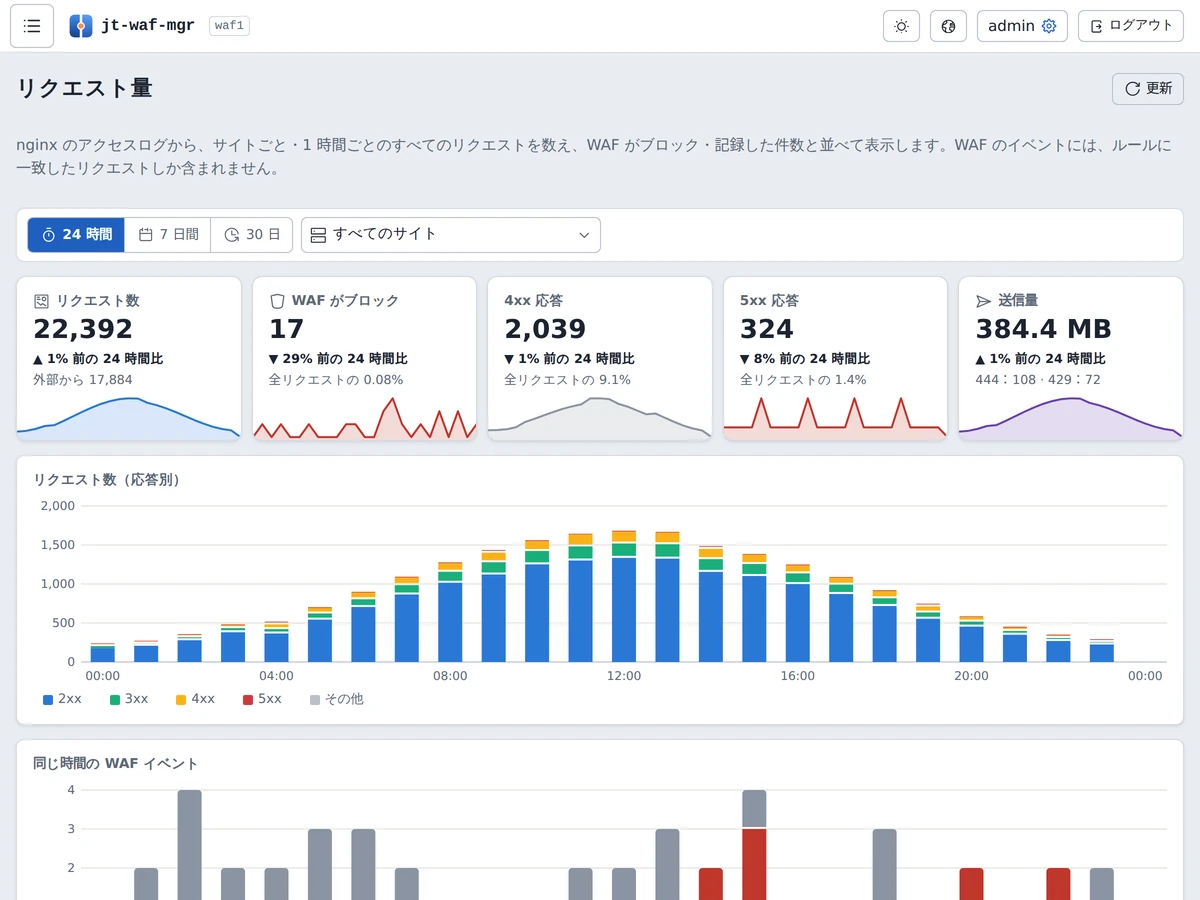 jt-waf-mgr
waf1
admin
ログアウト
リクエスト量
更新
nginx のアクセスログから、サイトごと・1 時間ごとのすべてのリクエストを数え、WAF がブロック・記録した件数と並べて表示します。WAF のイベントには、ルールに
一致したリクエストしか含まれません。
24 時間
7 日間
30 日
すべてのサイト
リクエスト数
22,392
▲ 1% 前の 24 時間比
外部から 17,884
WAF がブロック
17
▼ 29% 前の 24 時間比
全リクエストの 0.08%
4xx 応答
2,039
▼ 1% 前の 24 時間比
全リクエストの 9.1%
5xx 応答
324
▼ 8% 前の 24 時間比
全リクエストの 1.4%
送信量
384.4 MB
▲ 1% 前の 24 時間比
444：108 · 429：72
リクエスト数（応答別）
2,000
1,500
1,000
500
0
00:00 04:00 08:00 12:00 16:00 20:00 00:00
2xx 3xx 4xx 5xx その他
同じ時間の WAF イベント
4
3
2